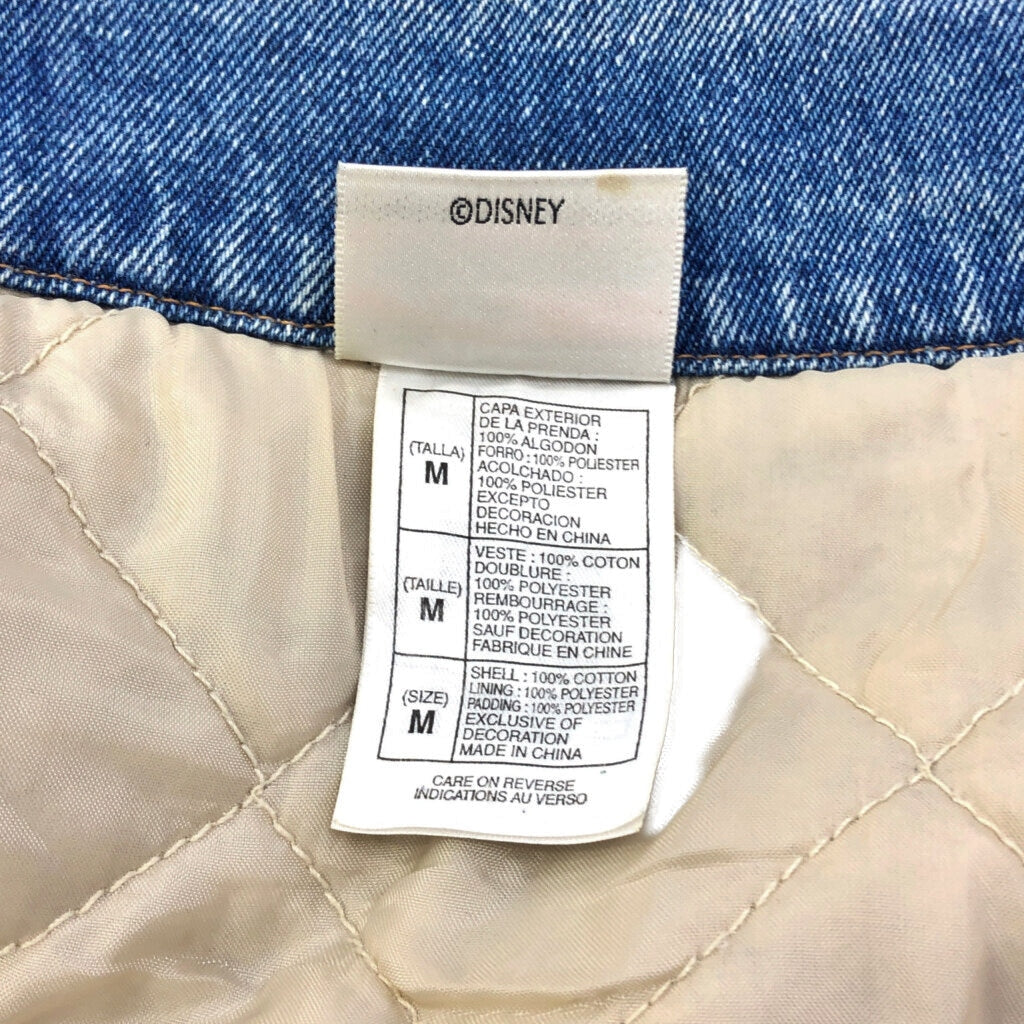 ©DISNEY
(TALLA)
M
CAPA EXTERIOR
DE LA PRENDA :
100% ALGODON
FORRO : 100% POLIESTER
ACOLCHADO :
100% POLIESTER
EXCEPTO
DECORACION
HECHO EN CHINA
(TAILLE)
M
VESTE : 100% COTON
DOUBLURE :
100% POLYESTER
REMBOURRAGE :
100% POLYESTER
SAUF DECORATION
FABRIQUE EN CHINE
(SIZE)
M
SHELL : 100% COTTON
LINING : 100% POLYESTER
PADDING : 100% POLYESTER
EXCLUSIVE OF
DECORATION
MADE IN CHINA
CARE ON REVERSE
INDICATIONS AU VERSO